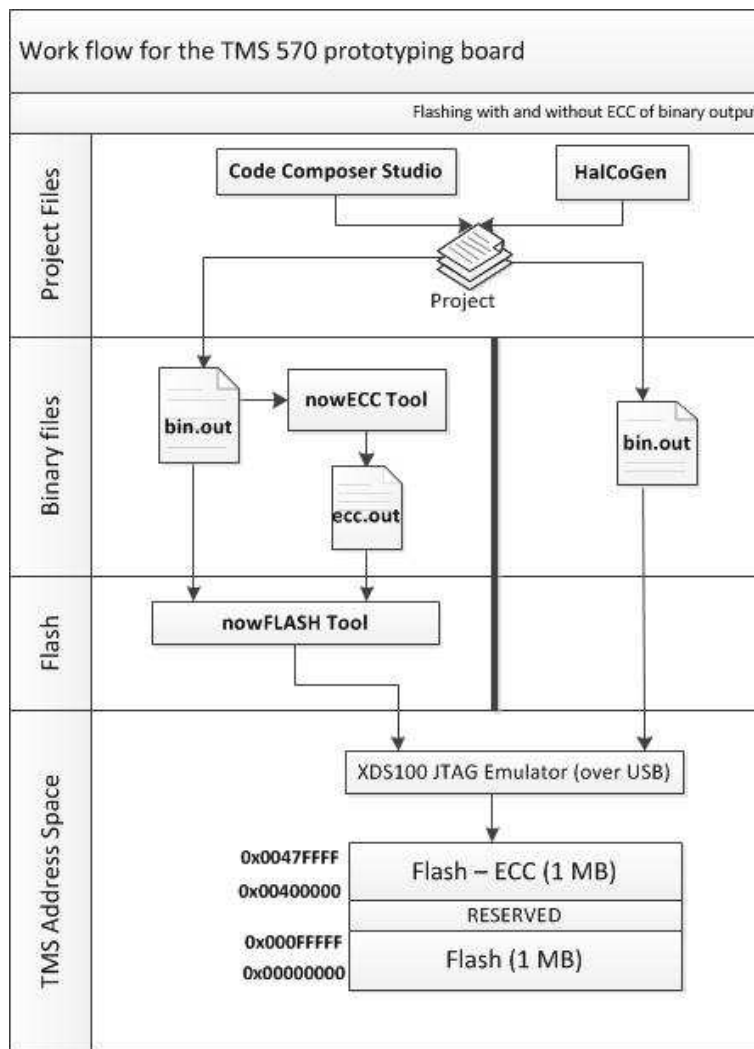 Work flow for the TMS 570 prototyping board
Flashing with and without ECC of binary output
Project Files
Code Composer Studio
HalCoGen
Project
Binary files
bin.out
nowECC Tool
bin.out
ecc.out
Flash
nowFLASH Tool
TMS Address Space
XDS100 JTAG Emulator (over USB)
0x0047FFFF
Flash – ECC (1 MB)
0x00400000
RESERVED
0x000FFFFF
Flash (1 MB)
0x00000000